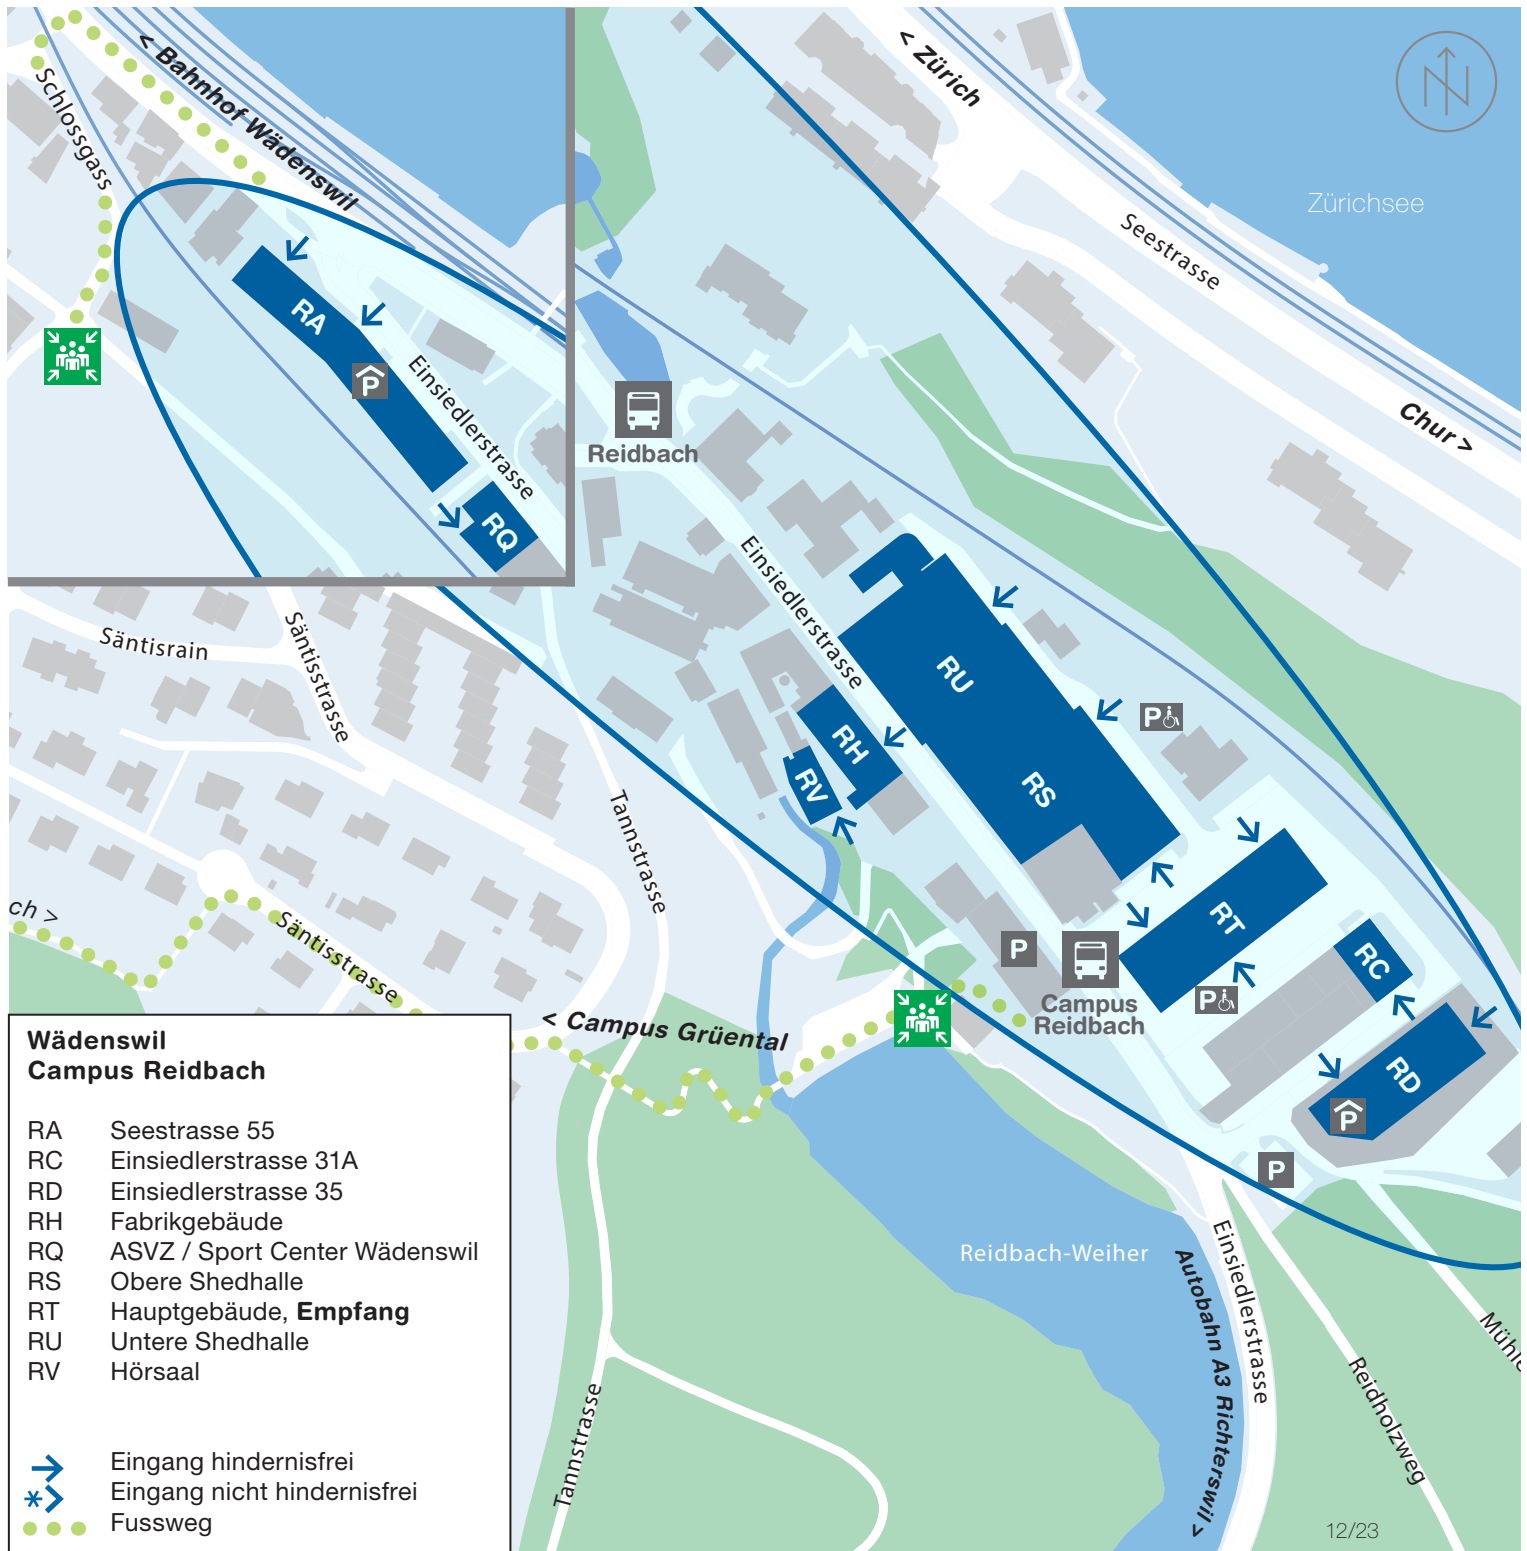 < Bahnhof Wädenswil
Schlossgass
RA
P
Einsiedlerstrasse
RQ
< Zürich
N
Zürichsee
Seestrasse
Chur >
Reidbach
Einsiedlerstrasse
RU
RS
RH
RV
P
RT
P
RC
RD
P
P
P
Campus
Reidbach
Säntisrain
Säntisstrasse
Tannstrasse
ch >
Säntisstrasse
< Campus Grüental
Reidbach-Weiher
Autobahn A3 Richterswil >
Einsiedlerstrasse
Reidholzweg
Mühle
Tannstrasse
Wädenswil
Campus Reidbach
RA Seestrasse 55
RC Einsiedlerstrasse 31A
RD Einsiedlerstrasse 35
RH Fabrikgebäude
RQ ASVZ / Sport Center Wädenswil
RS Obere Shedhalle
RT Hauptgebäude, Empfang
RU Untere Shedhalle
RV Hörsaal
Eingang hindernisfrei
Eingang nicht hindernisfrei
Fussweg
12/23